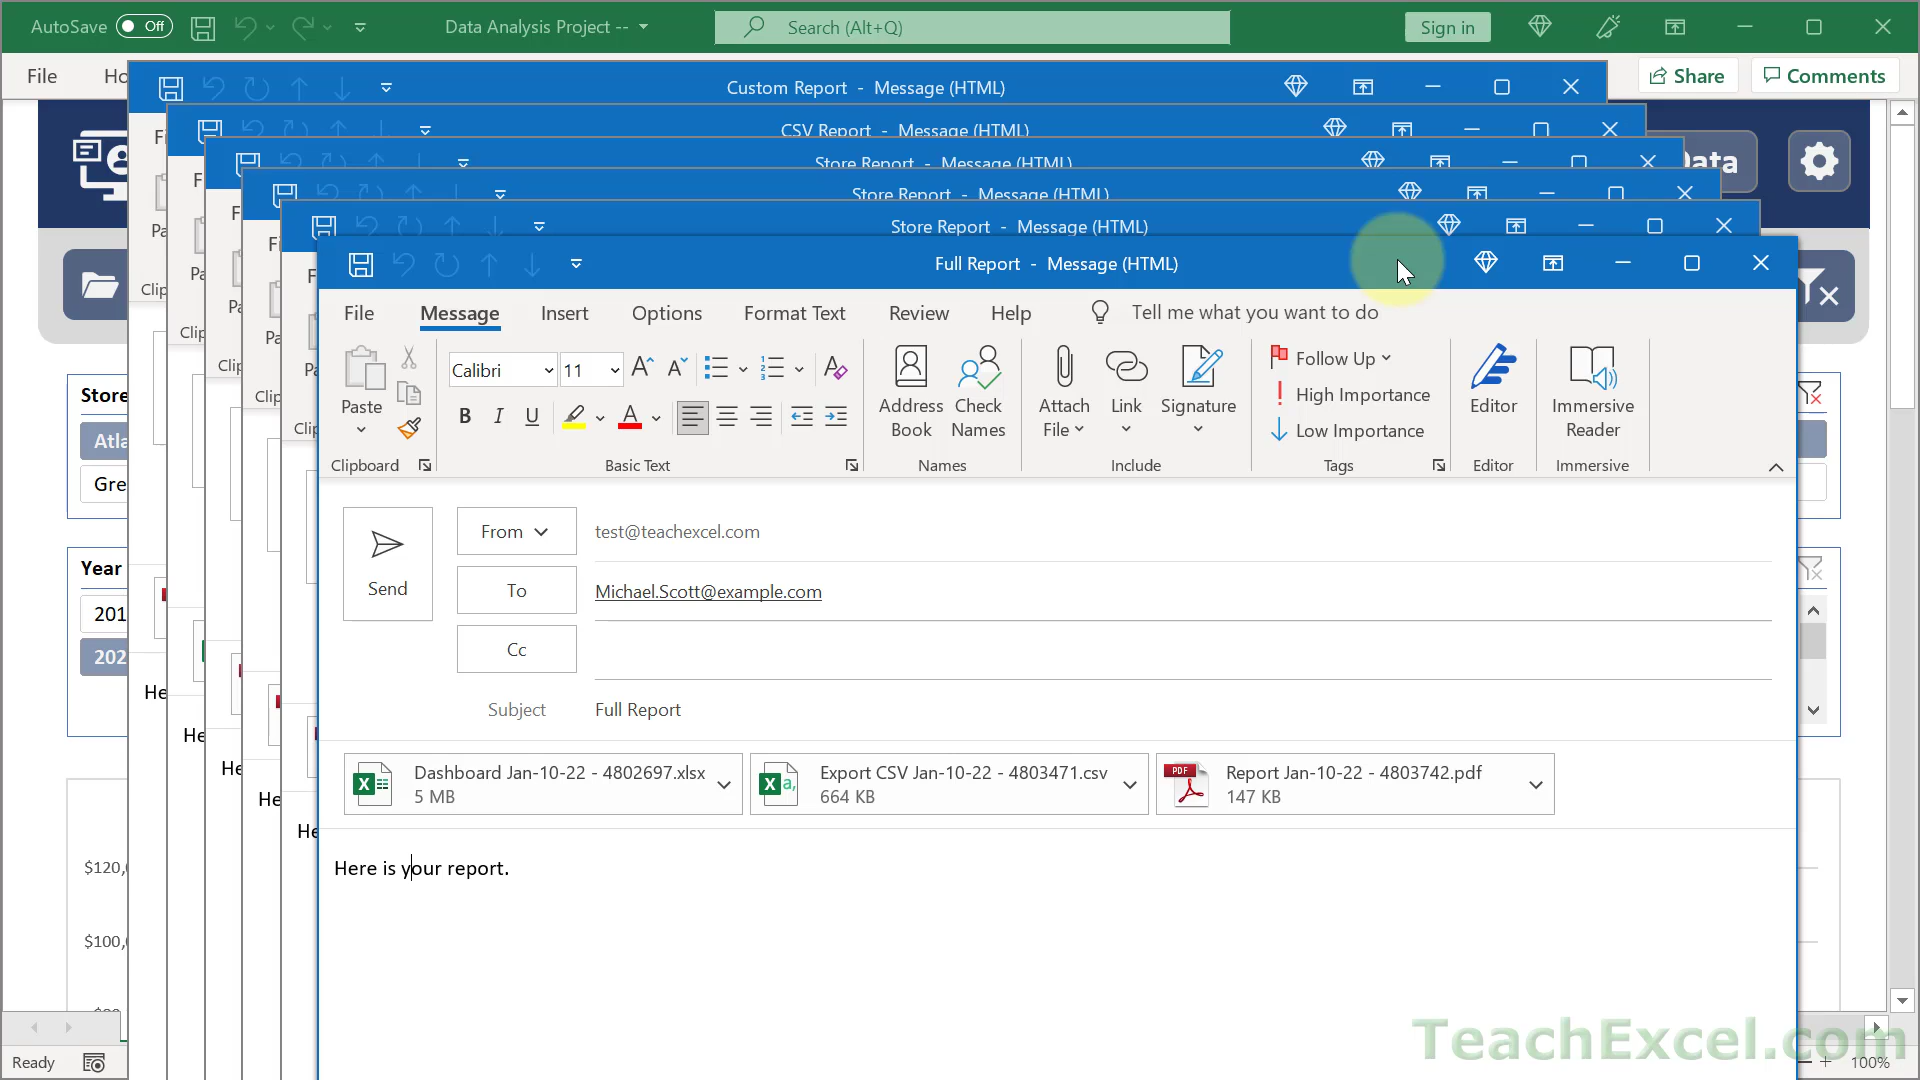 AutoSave Off Data Analysis Project -- Search (Alt+Q) Sign in
File Share Comments
Custom Report - Message (HTML)
CSV Report - Message (HTML)
Store Report - Message (HTML)
Store Report - Message (HTML)
Store Report - Message (HTML)
Full Report - Message (HTML)
File Message Insert Options Format Text Review Help Tell me what you want to do
Paste
Calibri 11
B I U A
Address Book
Check Names
Attach File
Link
Signature
Follow Up
High Importance
Low Importance
Editor
Immersive Reader
Clipboard Basic Text Names Include Tags Editor Immersive
Send
From test@teachexcel.com
To Michael.Scott@example.com
Cc
Subject Full Report
Dashboard Jan-10-22 - 4802697.xlsx
5 MB
Export CSV Jan-10-22 - 4803471.csv
664 KB
PDF
Report Jan-10-22 - 4803742.pdf
147 KB
Here is your report.
Store
Year
Ready
100%
TeachExcel.com